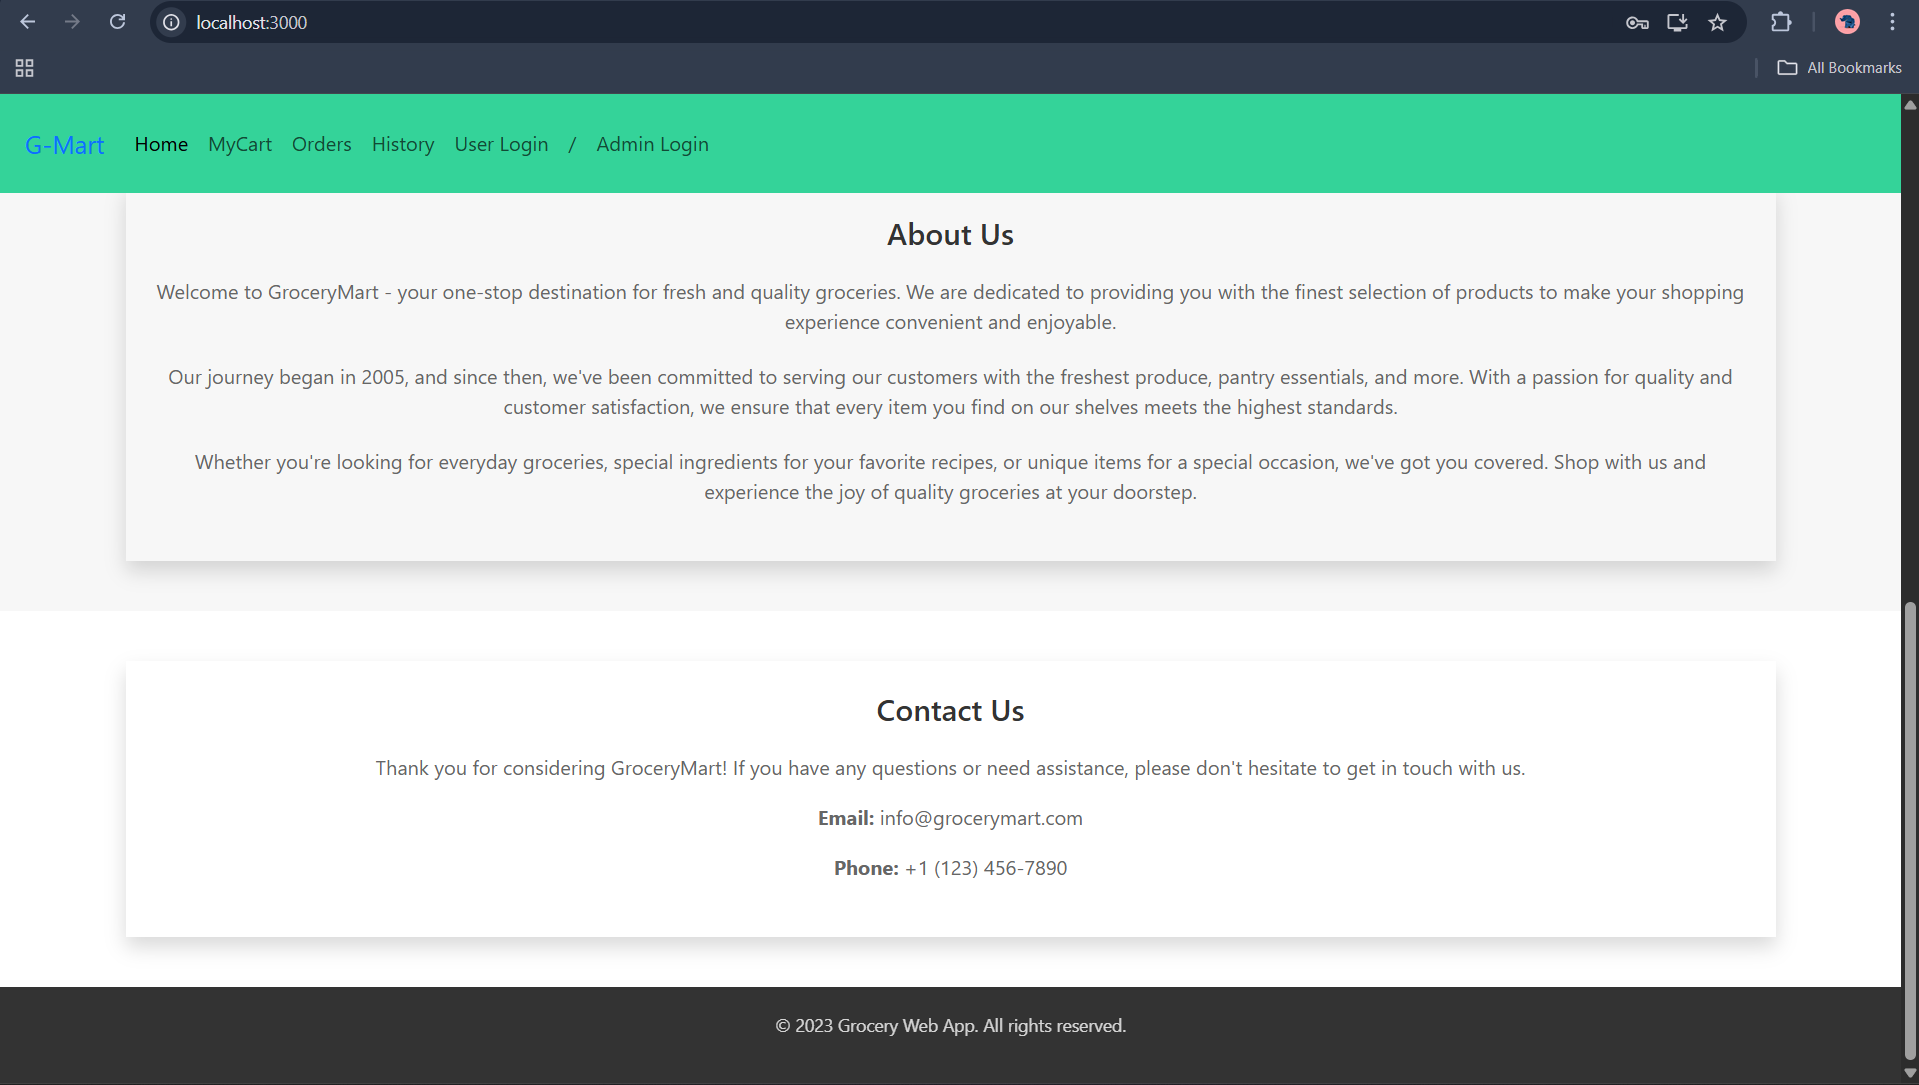 localhost:3000
All Bookmarks
G-Mart Home MyCart Orders History User Login / Admin Login
About Us
Welcome to GroceryMart - your one-stop destination for fresh and quality groceries. We are dedicated to providing you with the finest selection of products to make your shopping
experience convenient and enjoyable.
Our journey began in 2005, and since then, we've been committed to serving our customers with the freshest produce, pantry essentials, and more. With a passion for quality and
customer satisfaction, we ensure that every item you find on our shelves meets the highest standards.
Whether you're looking for everyday groceries, special ingredients for your favorite recipes, or unique items for a special occasion, we've got you covered. Shop with us and
experience the joy of quality groceries at your doorstep.
Contact Us
Thank you for considering GroceryMart! If you have any questions or need assistance, please don't hesitate to get in touch with us.
Email: info@grocerymart.com
Phone: +1 (123) 456-7890
© 2023 Grocery Web App. All rights reserved.